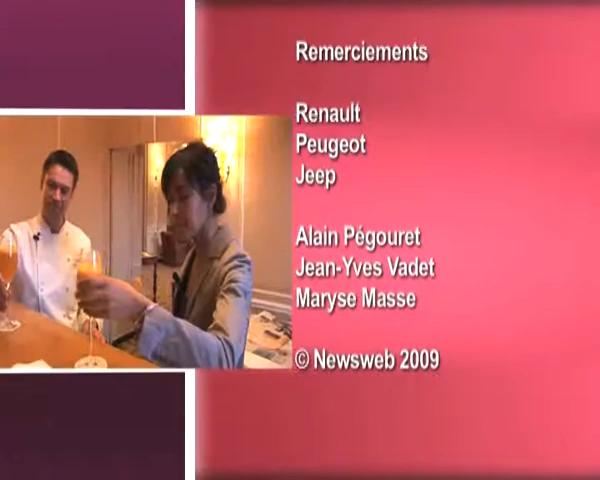 Remerciements
Renault
Peugeot
Jeep
Alain Pégouret
Jean-Yves Vadet
Maryse Masse
© Newsweb 2009